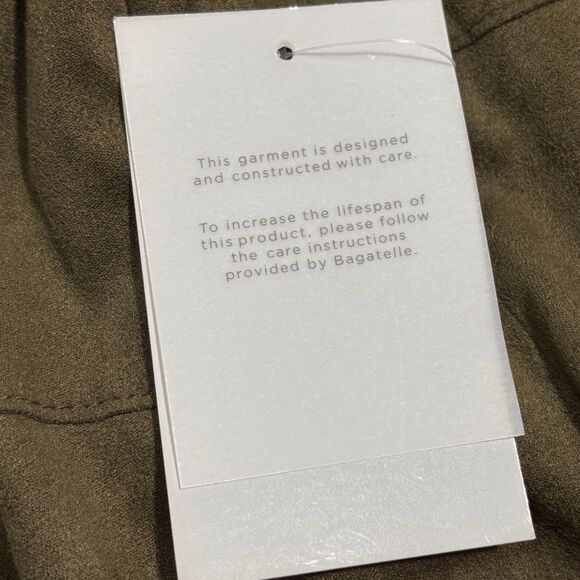 This garment is designed
and constructed with care.
To increase the lifespan of
this product, please follow
the care instructions
provided by Bagatelle.